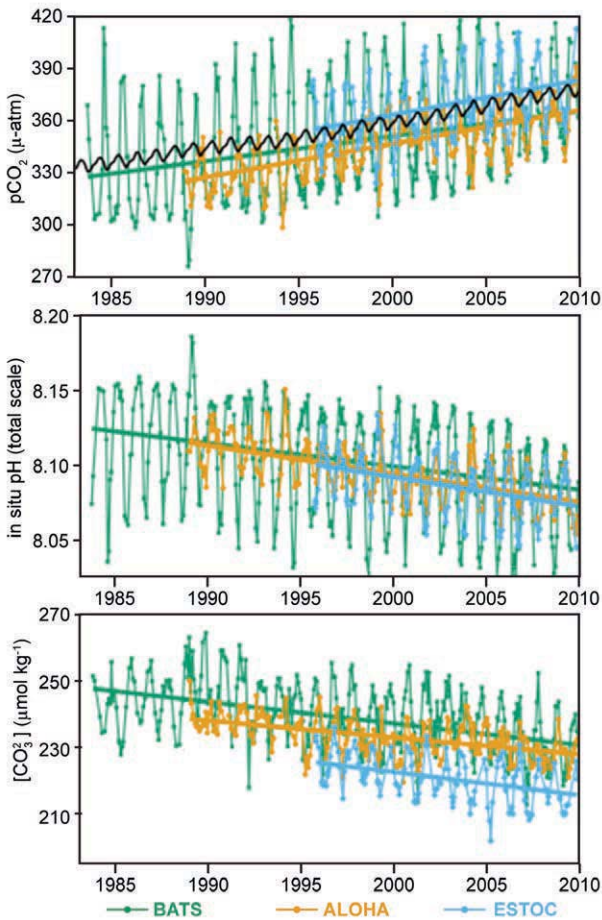 420
390
360
330
300
270
pCO₂ (μ-atm)
1985 1990 1995 2000 2005 2010
8.20
8.15
8.10
8.05
in situ pH (total scale)
1985 1990 1995 2000 2005 2010
270
250
230
210
[CO₃²⁻] (μmol kg⁻¹)
1985 1990 1995 2000 2005 2010
BATS ALOHA ESTOC